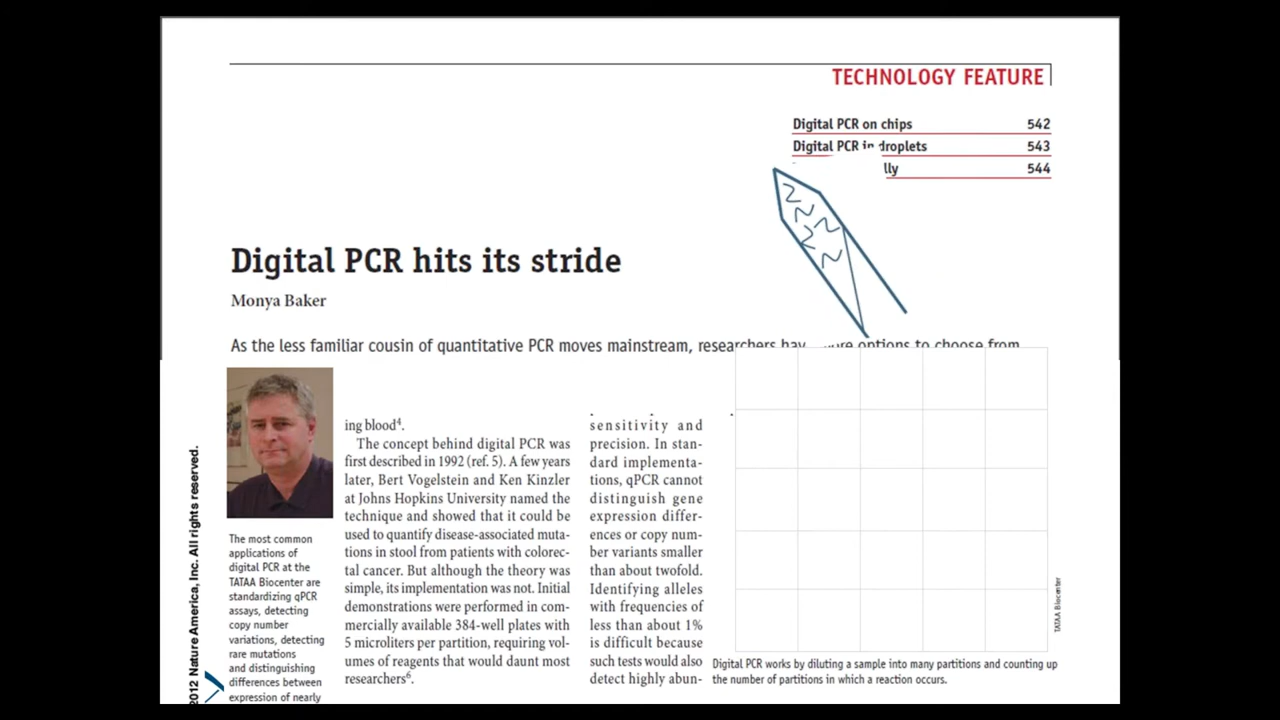 TECHNOLOGY FEATURE
Digital PCR on chips 542
Digital PCR in droplets 543
lly 544
Digital PCR hits its stride
Monya Baker
As the less familiar cousin of quantitative PCR moves mainstream, researchers have more options to choose from
ing blood4.
The concept behind digital PCR was
first described in 1992 (ref. 5). A few years
later, Bert Vogelstein and Ken Kinzler
at Johns Hopkins University named the
technique and showed that it could be
used to quantify disease-associated muta-
tions in stool from patients with colorec-
tal cancer. But although the theory was
simple, its implementation was not. Initial
demonstrations were performed in com-
mercially available 384-well plates with
5 microliters per partition, requiring vol-
umes of reagents that would daunt most
researchers6.
sensitivity and
precision. In stan-
dard implementa-
tions, qPCR cannot
distinguish gene
expression differ-
ences or copy num-
ber variants smaller
than about twofold.
Identifying alleles
with frequencies of
less than about 1%
is difficult because
such tests would also
detect highly abun-
The most common
applications of
digital PCR at the
TATAA Biocenter are
standardizing qPCR
assays, detecting
copy number
variations, detecting
rare mutations
and distinguishing
differences between
expression of nearly
TATAA Biocenter
Digital PCR works by diluting a sample into many partitions and counting up
the number of partitions in which a reaction occurs.
2012 Nature America, Inc. All rights reserved.